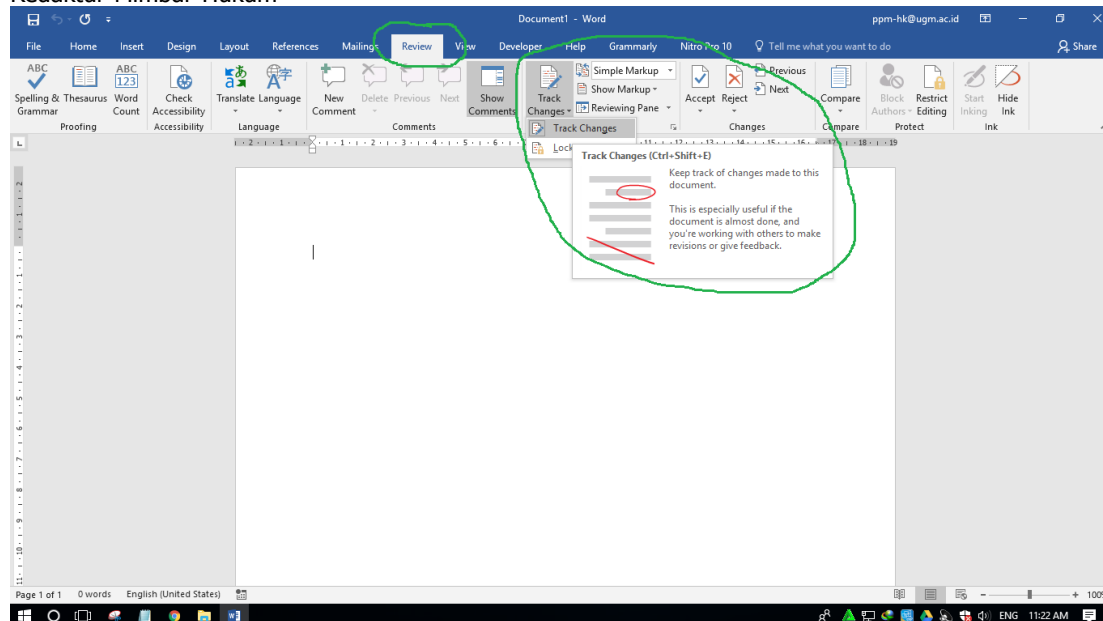 Redaktur Mimbar Hukum
Document1 - Word
ppm-hk@ugm.ac.id
File Home Insert Design Layout References Mailings Review View Developer Help Grammarly Nitro Pro 10 Tell me what you want to do Share
ABC
Spelling & Grammar
Thesaurus
ABC
123
Word Count
Proofing
Check Accessibility
Accessibility
Translate
Language
Language
New Comment
Delete
Previous
Next
Show Comments
Comments
Track Changes
Simple Markup
Show Markup
Reviewing Pane
Accept
Reject
Previous
Next
Changes
Compare
Compare
Block Authors
Restrict Editing
Protect
Start Inking
Hide Ink
Ink
Track Changes
Lock
Track Changes (Ctrl+Shift+E)
Keep track of changes made to this
document.
This is especially useful if the
document is almost done, and
you're working with others to make
revisions or give feedback.
Page 1 of 1 0 words English (United States)
ENG 11:22 AM